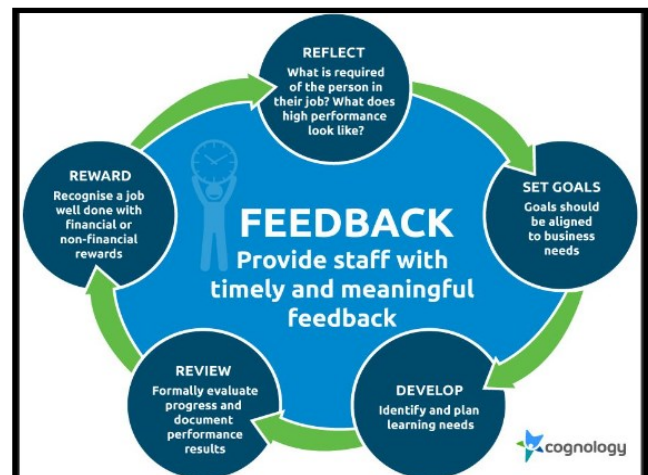 REFLECT
What is required
of the person in
their job? What does
high performance
look like?
SET GOALS
Goals should
be aligned
to business
needs
DEVELOP
Identify and plan
learning needs
REVIEW
Formally evaluate
progress and
document
performance
results
REWARD
Recognise a job
well done with
financial or
non-financial
rewards
FEEDBACK
Provide staff with
timely and meaningful
feedback
cognology